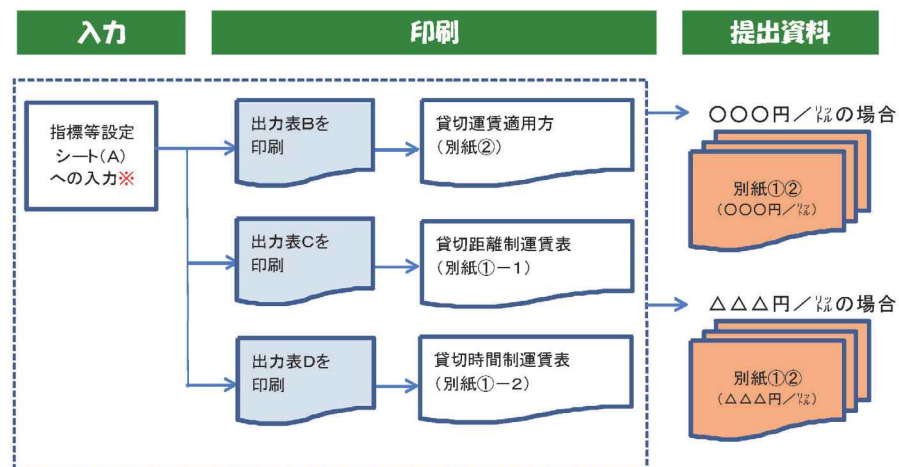 入力
印刷
提出資料
指標等設定
シート(A)
への入力※
出力表Bを
印刷
貸切運賃適用方
(別紙②)
出力表Cを
印刷
貸切距離制運賃表
(別紙①－1)
出力表Dを
印刷
貸切時間制運賃表
(別紙①－2)
〇〇〇円／㍑の場合
別紙①②
(〇〇〇円／㍑)
△△△円／㍑の場合
別紙①②
(△△△円／㍑)